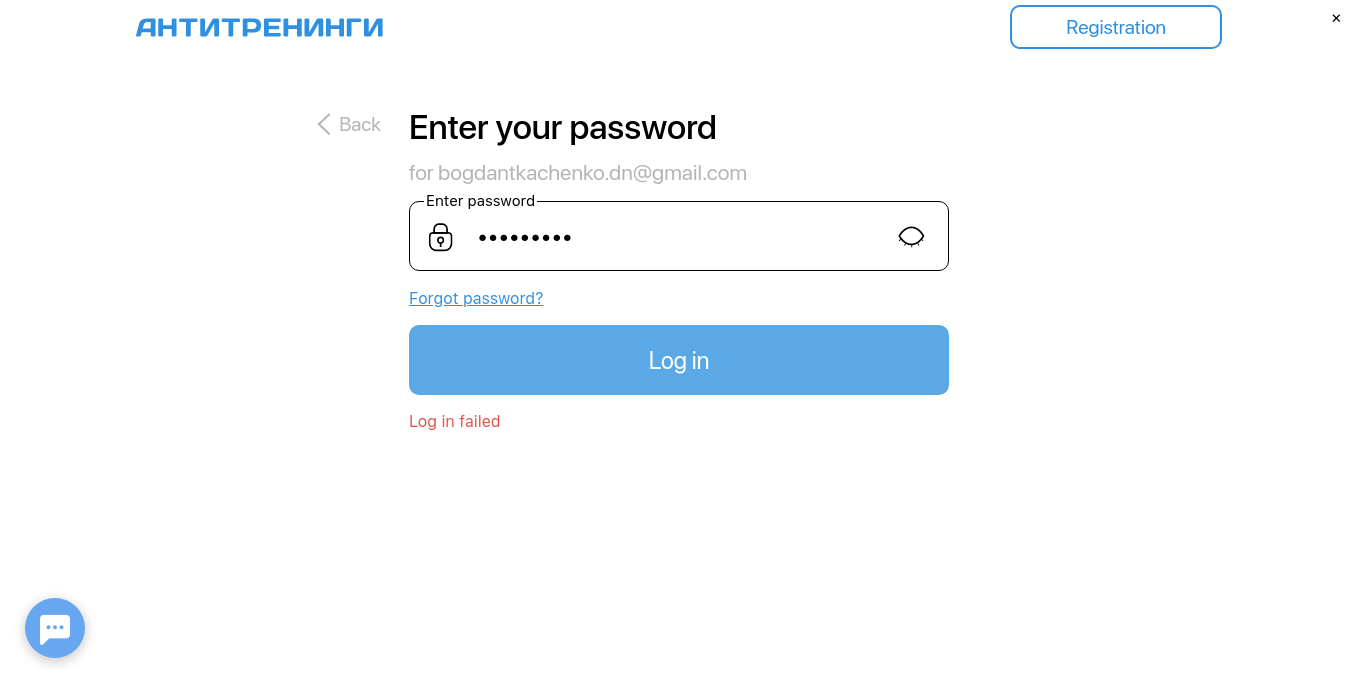 АНТИТРЕНИНГИ
Registration
×
Back
Enter your password
for bogdantkachenko.dn@gmail.com
Enter password
•••••••••
Forgot password?
Log in
Log in failed